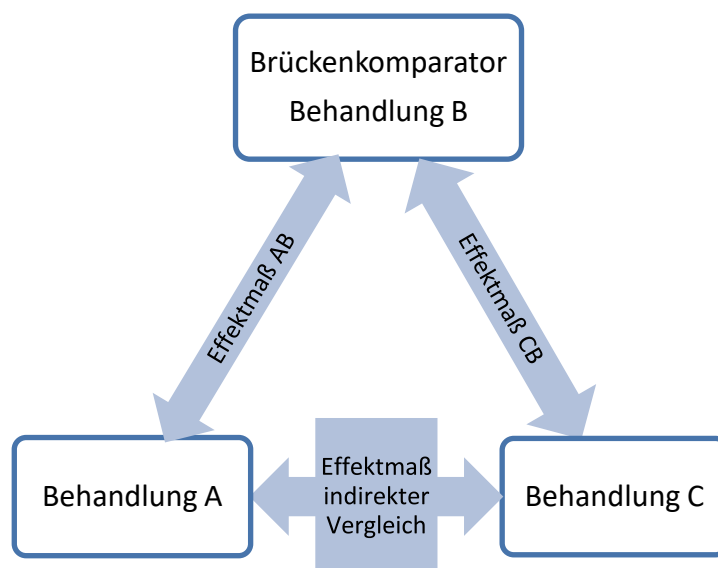 Brückenkomparator
Behandlung B
Effektmaß AB
Effektmaß CB
Behandlung A
Effektmaß
indirekter
Vergleich
Behandlung C